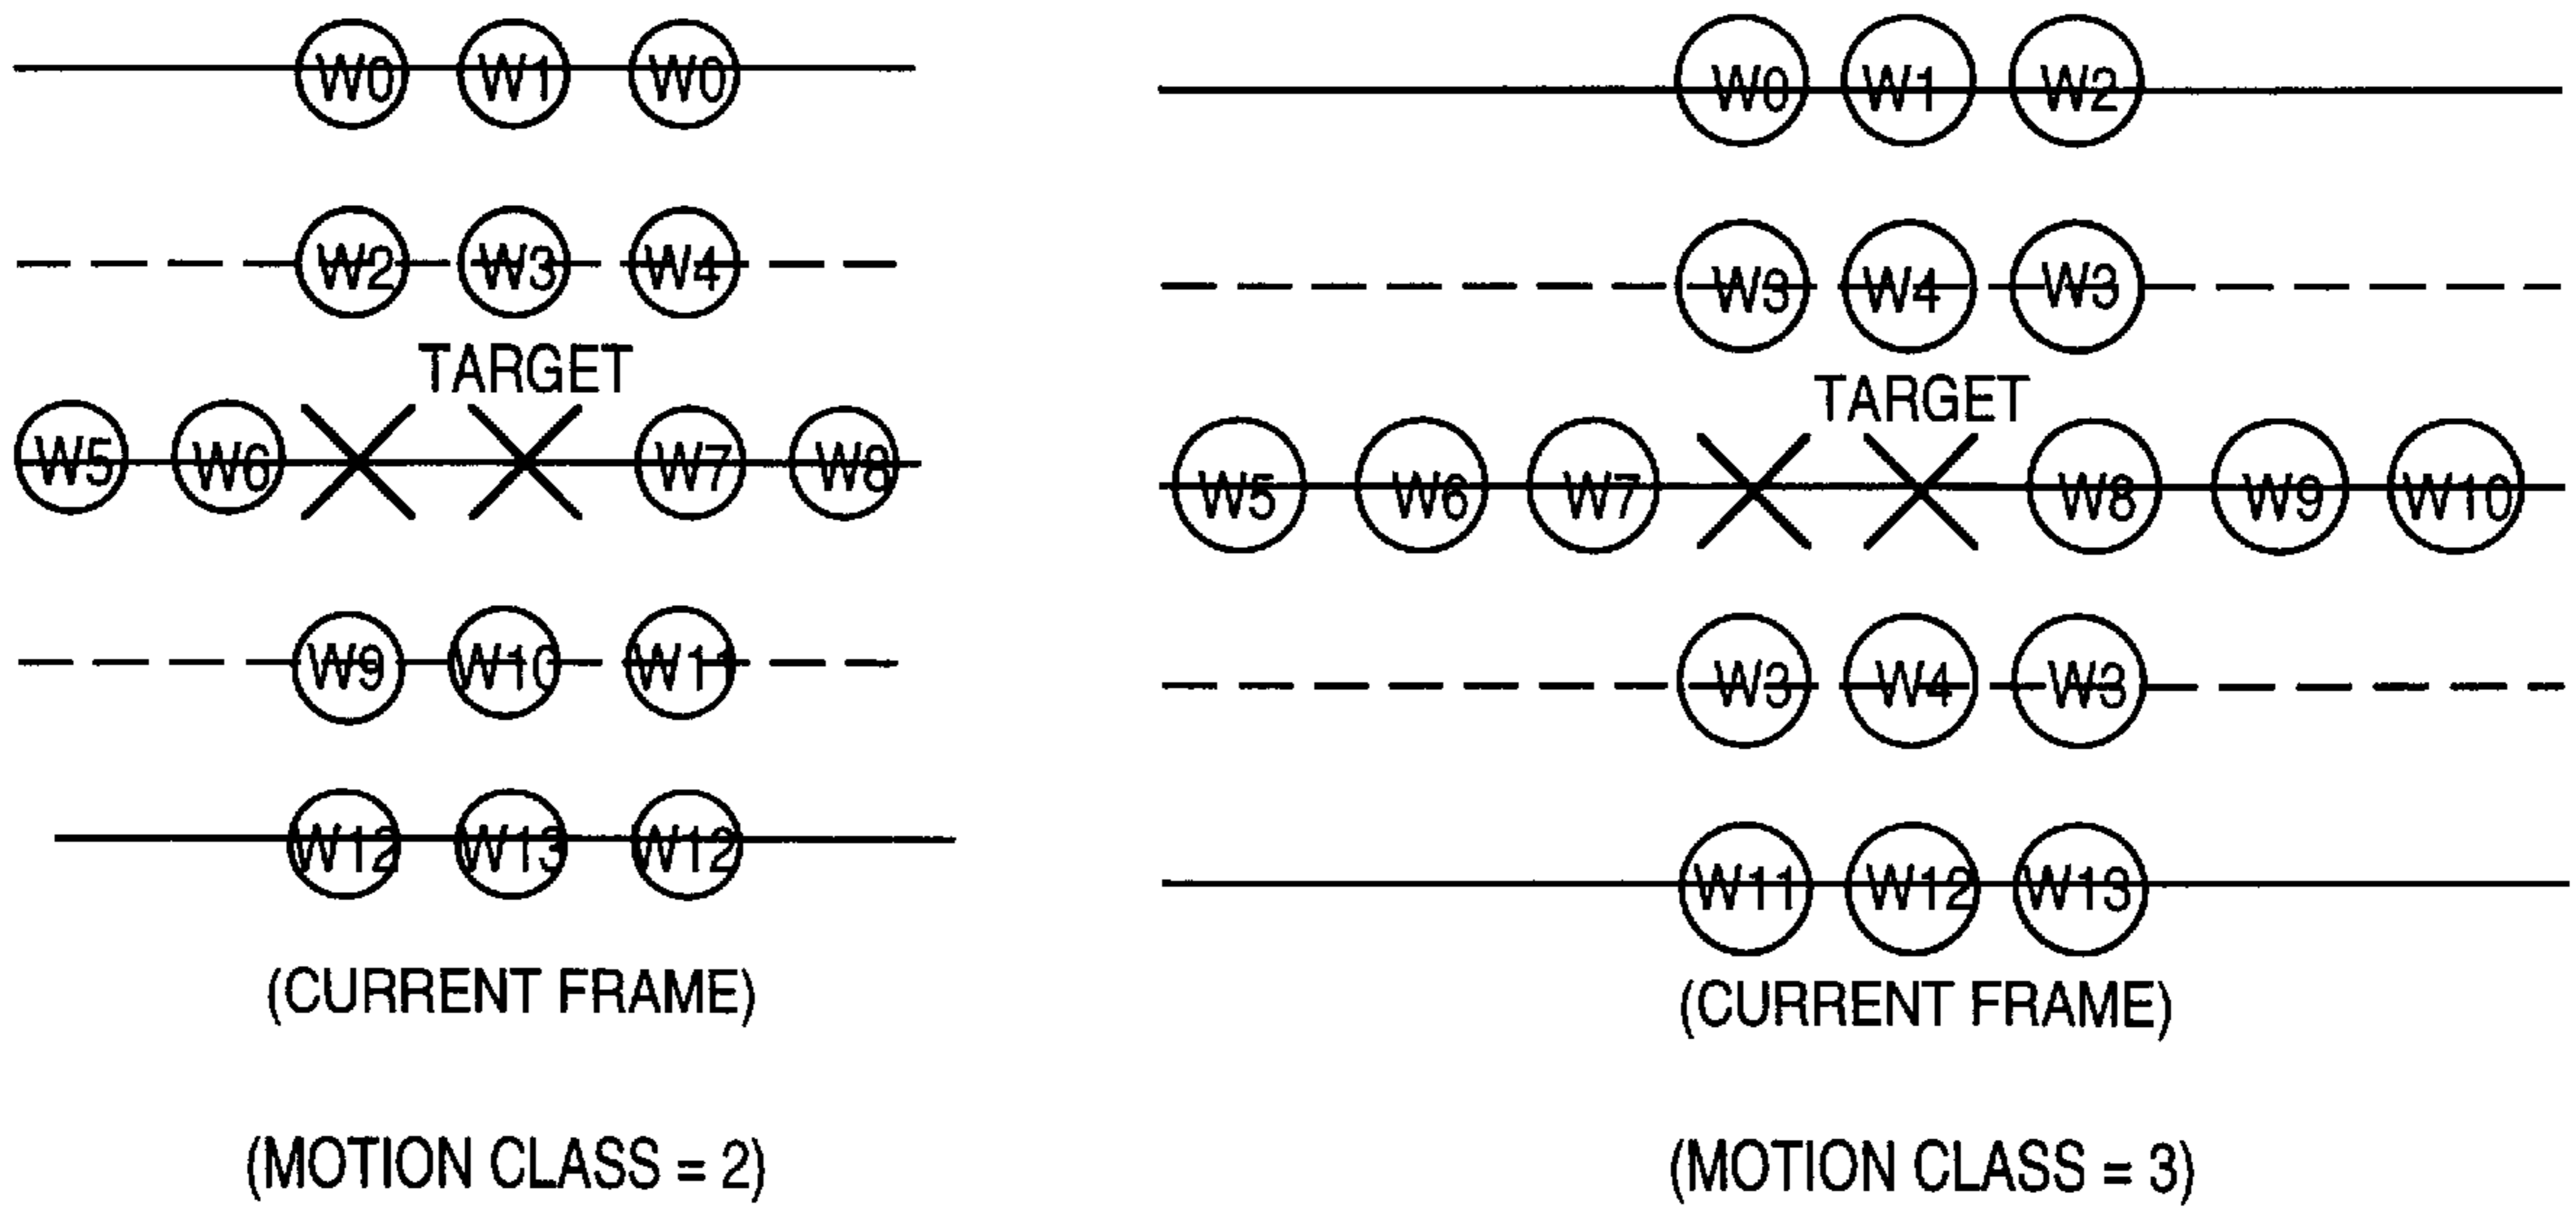 W0 W1 W0
W2 W3 W4
TARGET
W5 W6 W7 W8
W9 W10 W11
W12 W13 W12
(CURRENT FRAME)
(MOTION CLASS = 2)
W0 W1 W2
W3 W4 W3
TARGET
W5 W6 W7 W8 W9 W10
W3 W4 W3
W11 W12 W13
(CURRENT FRAME)
(MOTION CLASS = 3)